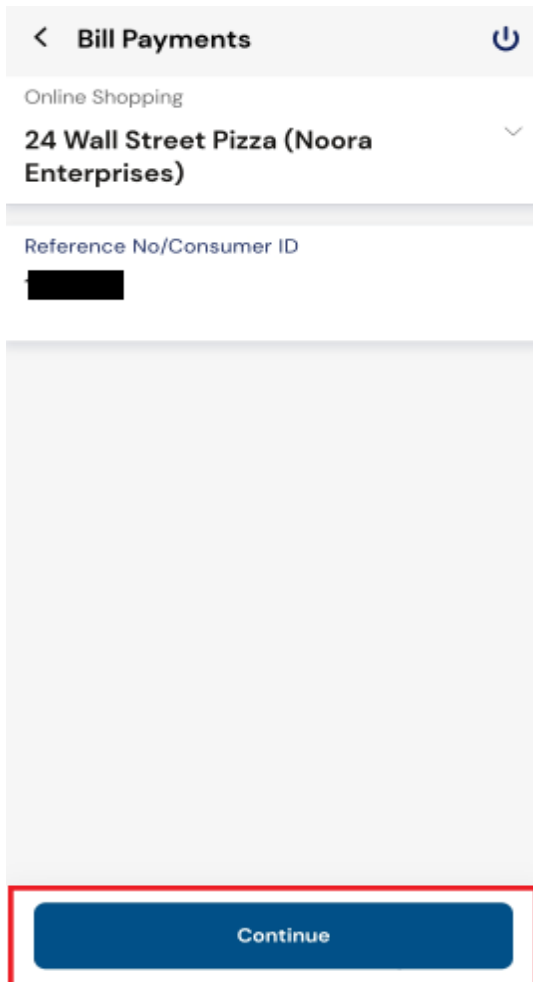 Bill Payments
Online Shopping
24 Wall Street Pizza (Noora
Enterprises)
Reference No/Consumer ID
Continue